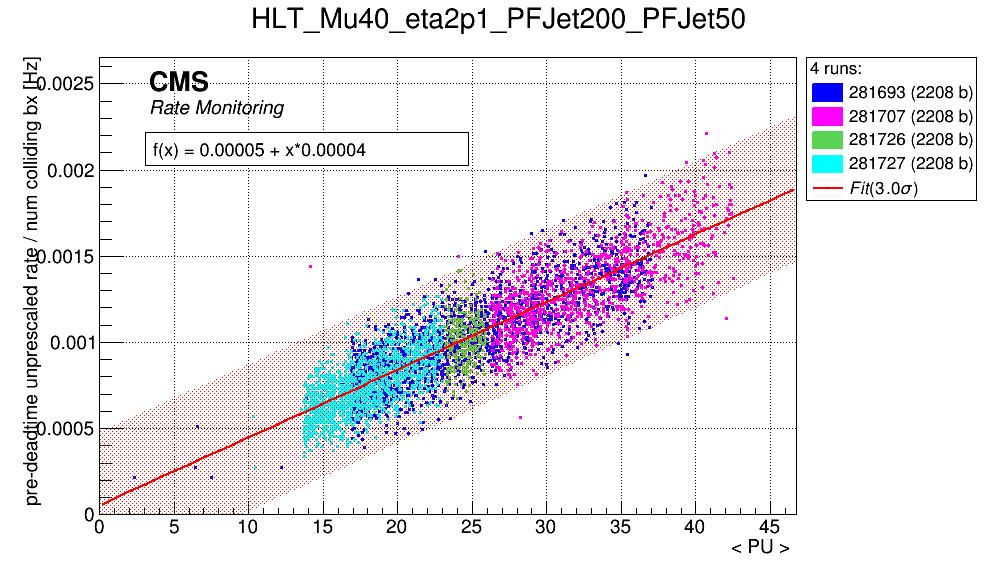 HLT_Mu40_eta2p1_PFJet200_PFJet50
pre-deadtime unprescaled rate / num colliding bx [Hz]
0.0025
0.002
0.0015
0.001
0.0005
0
CMS
Rate Monitoring
f(x) = 0.00005 + x*0.00004
4 runs:
281693 (2208 b)
281707 (2208 b)
281726 (2208 b)
281727 (2208 b)
Fit(3.0σ)
0 5 10 15 20 25 30 35 40 45
< PU >